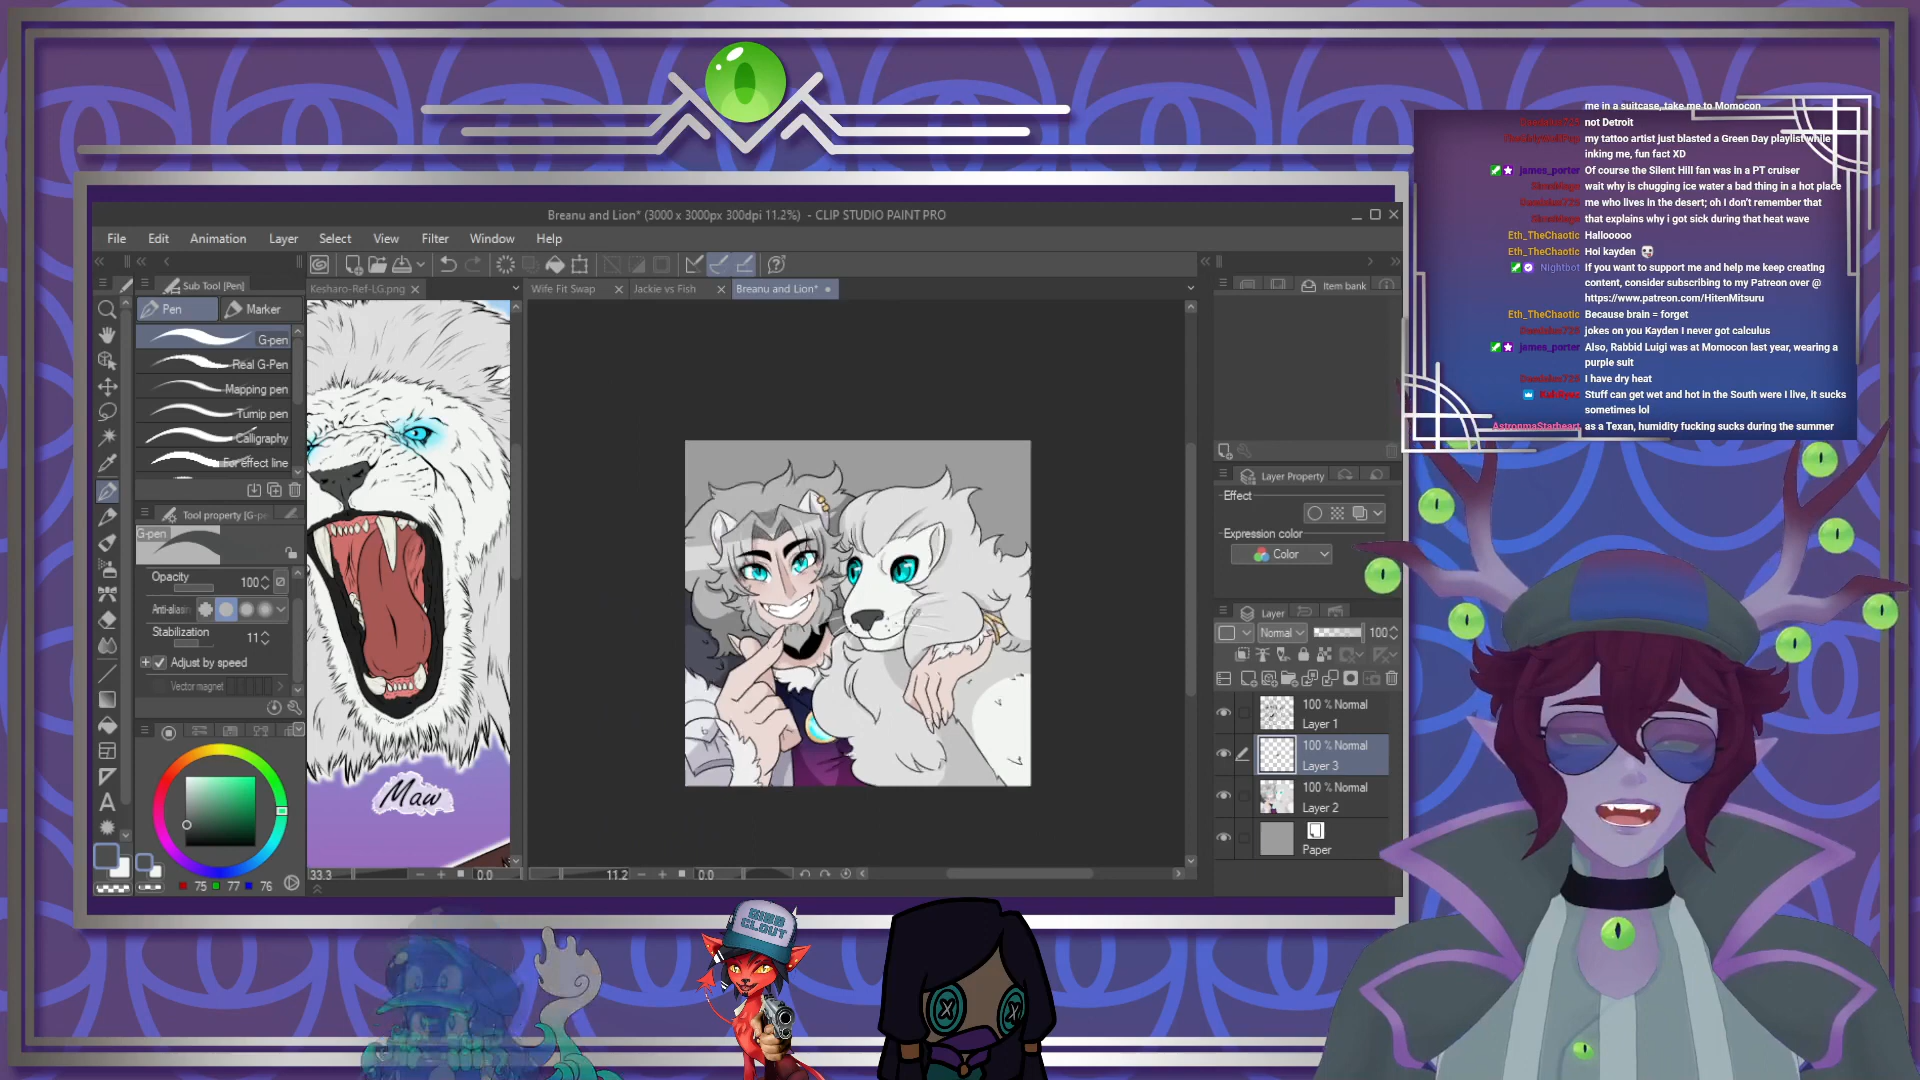 Breanu and Lion* (3000 x 3000px 300dpi 11.2%) - CLIP STUDIO PAINT PRO
File Edit Animation Layer Select View Filter Window Help
Sub Tool [Pen]
Kesharo-Ref-LG.png
Wife Fit Swap
Jackie vs Fish
Breanu and Lion*
Item bank
Pen
Marker
G-pen
Real G-Pen
Mapping pen
Turnip pen
Calligraphy
For effect line
Tool property [G-pe
G-pen
Opacity 100
Anti-aliasin
Stabilization 11
Adjust by speed
Vector magnet
75 77 76
Maw
33.3
0.0
11.2
0.0
Layer Property
Effect
Expression color
Color
Layer
Normal 100
100 % Normal
Layer 1
100 % Normal
Layer 3
100 % Normal
Layer 2
Paper
me in a suitcase, take me to Momocon
not Detroit
my tattoo artist just blasted a Green Day playlist while
inking me, fun fact XD
james_porter Of course the Silent Hill fan was in a PT cruiser
wait why is chugging ice water a bad thing in a hot place
me who lives in the desert; oh I don't remember that
that explains why i got sick during that heat wave
Eth_TheChaotic Hallooooo
Eth_TheChaotic Hoi kayden
Nightbot If you want to support me and help me keep creating
content, consider subscribing to my Patreon over @
https://www.patreon.com/HitenMitsuru
Eth_TheChaotic Because brain = forget
jokes on you Kayden I never got calculus
james_porter Also, Rabbid Luigi was at Momocon last year, wearing a
purple suit
I have dry heat
Stuff can get wet and hot in the South were I live, it sucks
sometimes lol
AstronmaStarheart as a Texan, humidity fucking sucks during the summer